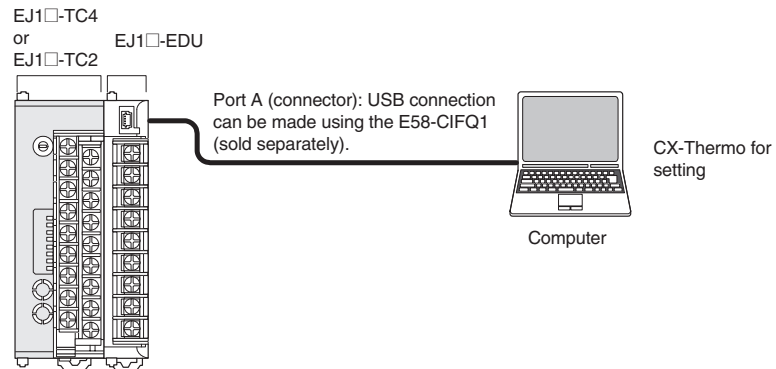 EJ1□-TC4
or
EJ1□-TC2
EJ1□-EDU
Port A (connector): USB connection
can be made using the E58-CIFQ1
(sold separately).
CX-Thermo for
setting
Computer